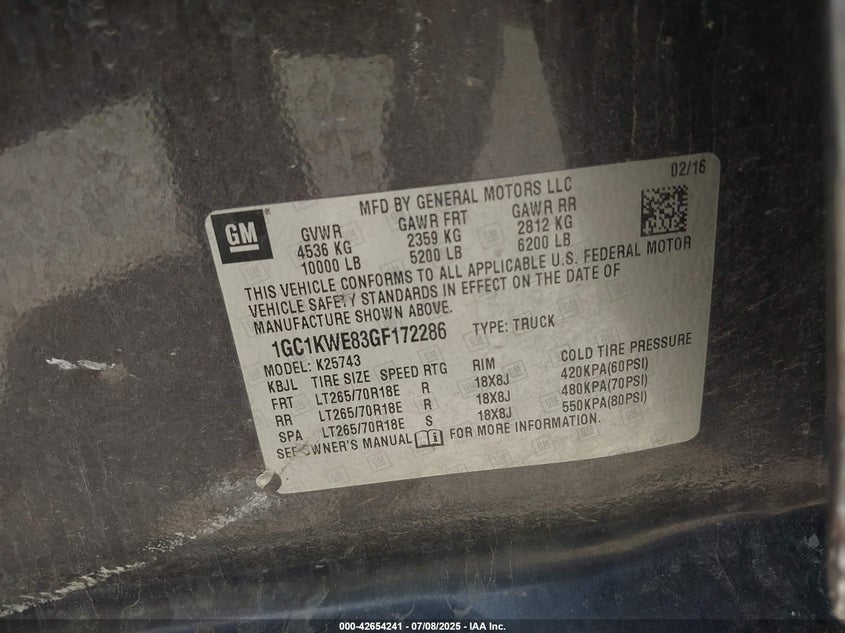 02/16
MFD BY GENERAL MOTORS LLC
GM
GVWR GAWR FRT GAWR RR
4536 KG 2359 KG 2812 KG
10000 LB 5200 LB 6200 LB
THIS VEHICLE CONFORMS TO ALL APPLICABLE U.S. FEDERAL MOTOR
VEHICLE SAFETY STANDARDS IN EFFECT ON THE DATE OF
MANUFACTURE SHOWN ABOVE.
1GC1KWE83GF172286 TYPE: TRUCK
MODEL: K25743
KBJL TIRE SIZE SPEED RTG RIM COLD TIRE PRESSURE
FRT LT265/70R18E R 18X8J 420KPA(60PSI)
RR LT265/70R18E R 18X8J 480KPA(70PSI)
SPA LT265/70R18E S 18X8J 550KPA(80PSI)
SEE OWNER'S MANUAL FOR MORE INFORMATION.
000-42654241 - 07/08/2025 - IAA Inc.